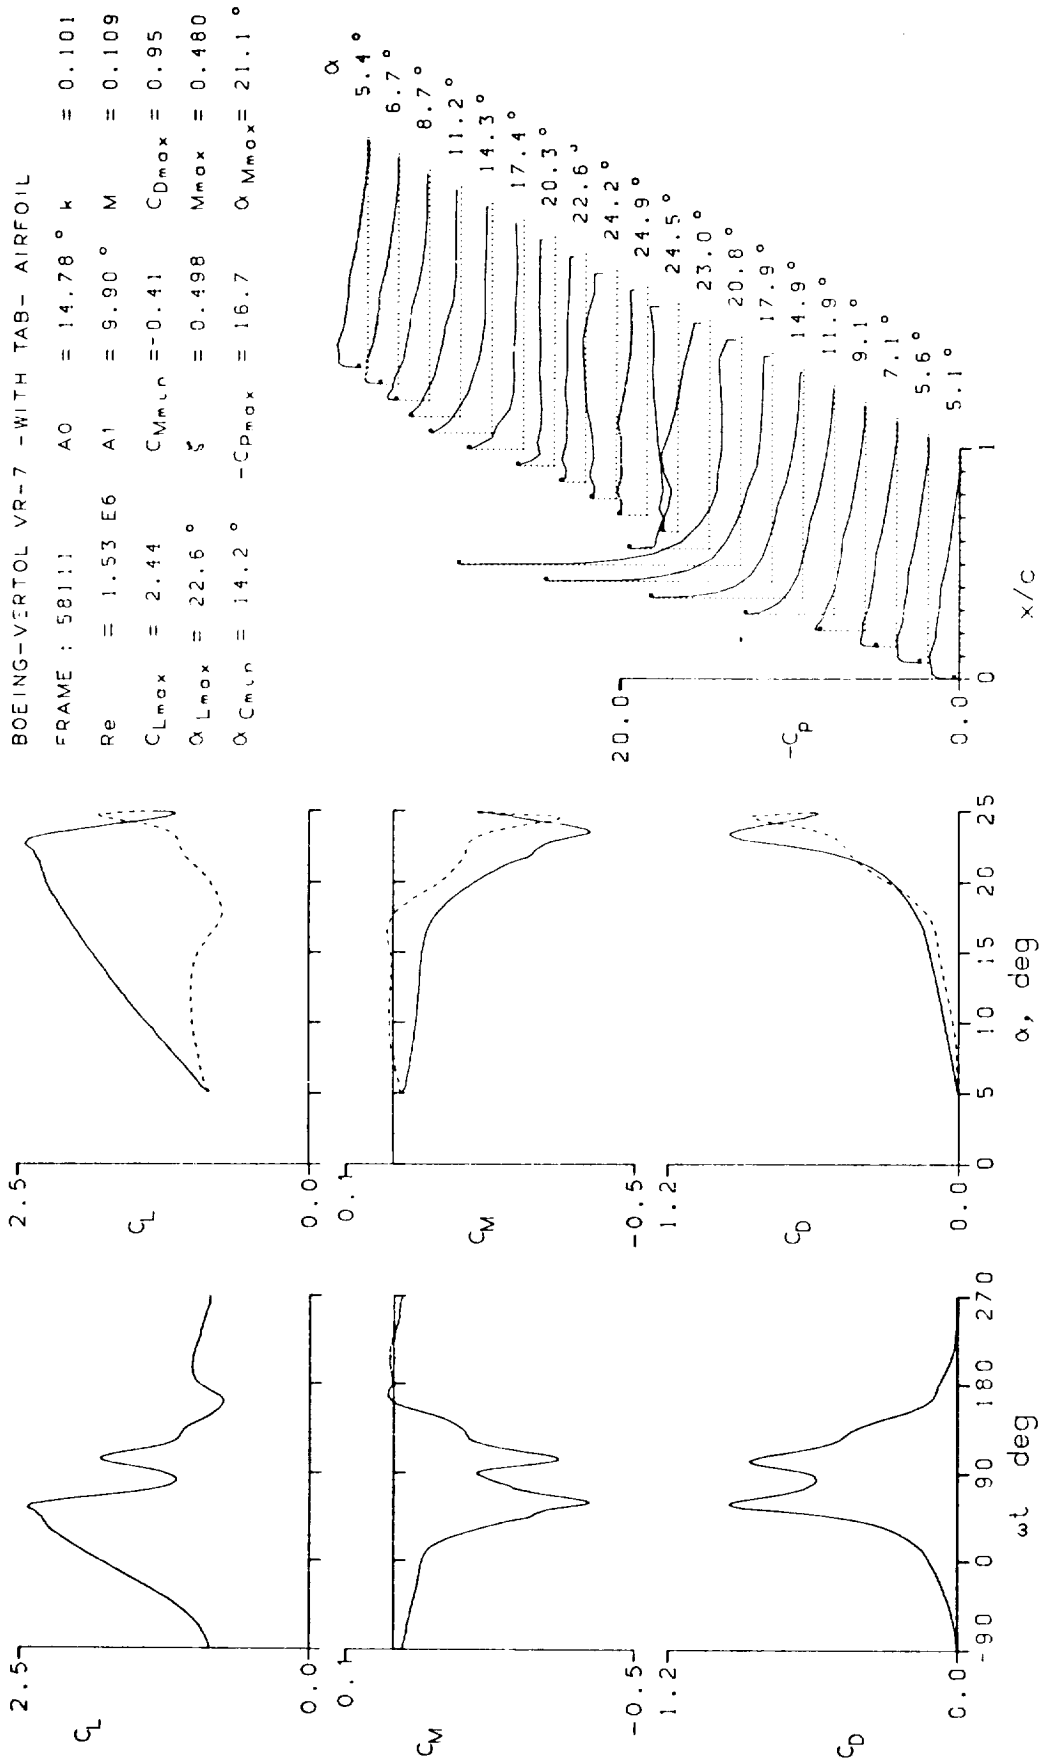 BOEING-VERTOL VR-7 -WITH TAB- AIRFOIL
FRAME : 58111 A0 = 14.78° k = 0.101
Re = 1.53 E6 A1 = 9.90° M = 0.109
CLmax = 2.44 CMmin =-0.41 CDmax = 0.95
αLmax = 22.6° ζ = 0.498 Mmax = 0.480
αCmin = 14.2° -CPmax = 16.7 αMmax= 21.1°
2.5
CL
0.0
0.1
CM
-0.5
1.2
CD
0.0
-90 0 90 180 270
ωt deg
2.5
CL
0.0
0.1
CM
-0.5
1.2
CD
0.0
0 5 10 15 20 25
α, deg
20.0
-CP
0.0
0 1
x/c
α
5.4°
6.7°
8.7°
11.2°
14.3°
17.4°
20.3°
22.6°
24.2°
24.9°
24.5°
23.0°
20.8°
17.9°
14.9°
11.9°
9.1°
7.1°
5.6°
5.1°